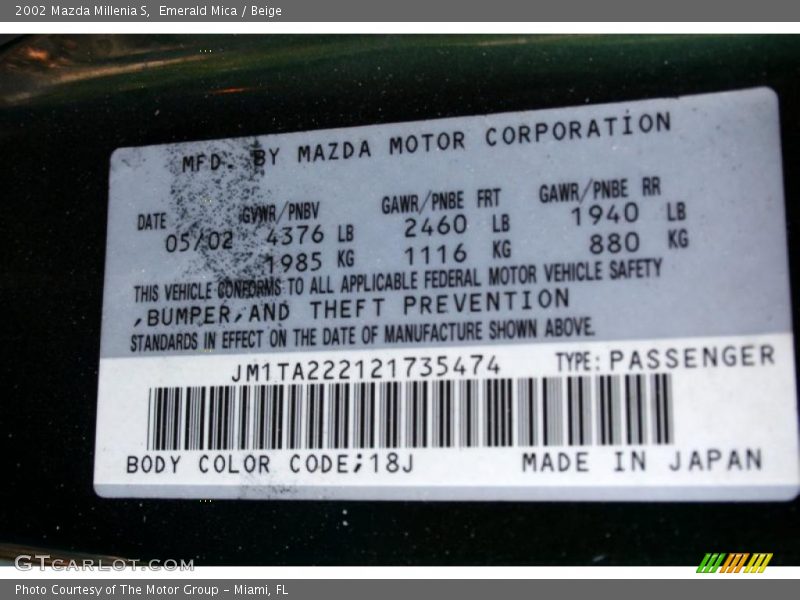 2002 Mazda Millenia S,  Emerald Mica / Beige
MFD. BY MAZDA MOTOR CORPORATION
DATE GVWR/PNBV GAWR/PNBE FRT GAWR/PNBE RR
05/02 4376 LB 2460 LB 1940 LB
1985 KG 1116 KG 880 KG
THIS VEHICLE CONFORMS TO ALL APPLICABLE FEDERAL MOTOR VEHICLE SAFETY
,BUMPER,AND THEFT PREVENTION
STANDARDS IN EFFECT ON THE DATE OF MANUFACTURE SHOWN ABOVE.
JM1TA222121735474 TYPE: PASSENGER
BODY COLOR CODE;18J MADE IN JAPAN
GTCARLOT.COM
Photo Courtesy of The Motor Group - Miami, FL